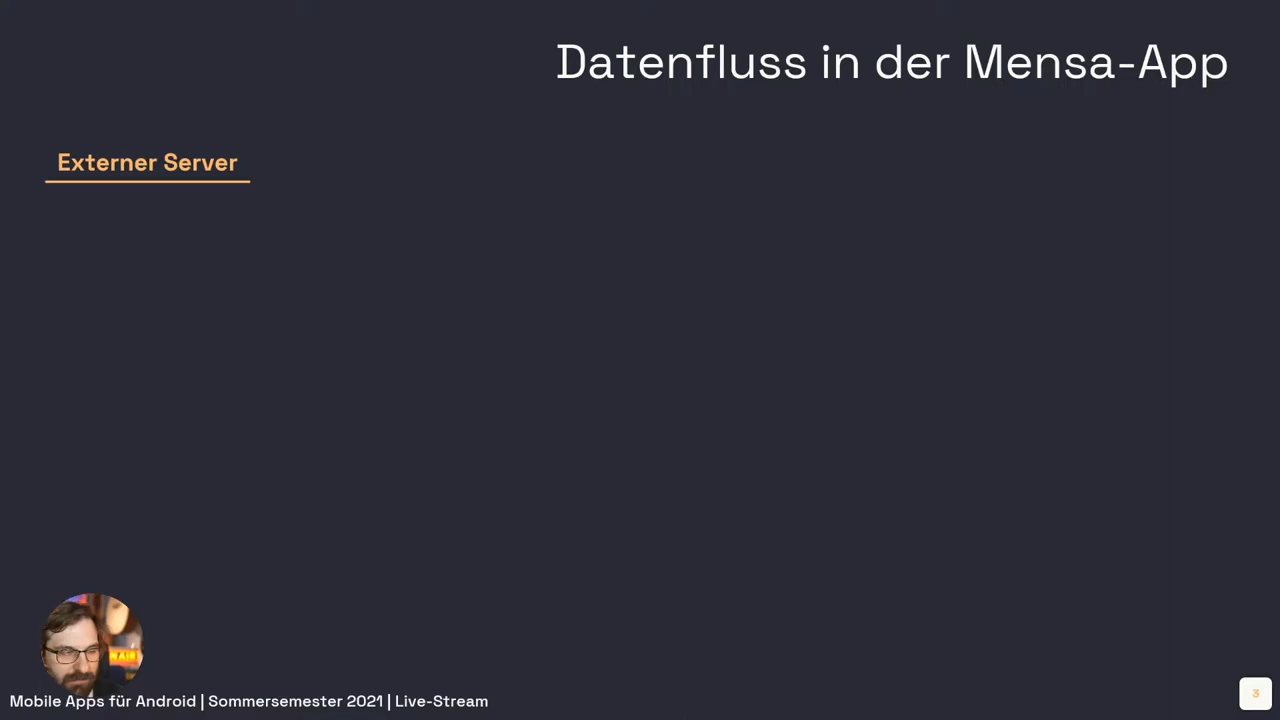 Datenfluss in der Mensa-App
Externer Server
Mobile Apps für Android | Sommersemester 2021 | Live-Stream
3